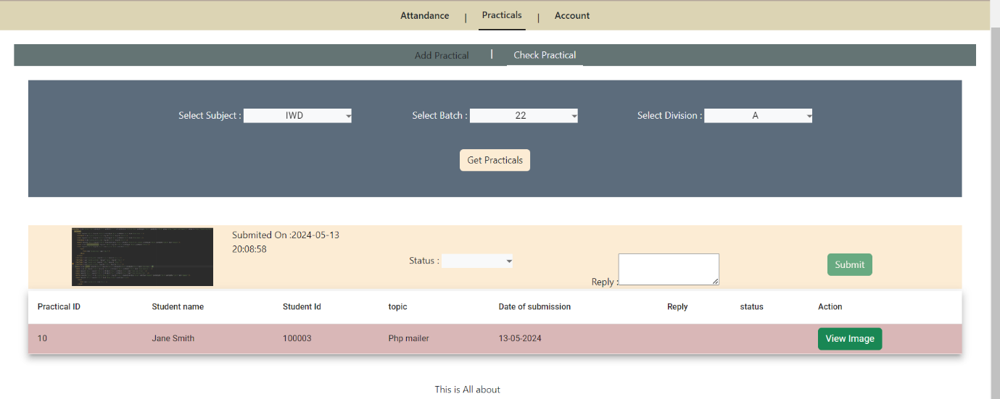 Attandance | Practicals | Account
Add Practical | Check Practical
Select Subject : IWD Select Batch : 22 Select Division : A
Get Practicals
Submited On :2024-05-13
20:08:58
Status :
Reply :
Submit
Practical ID Student name Student Id topic Date of submission Reply status Action
10 Jane Smith 100003 Php mailer 13-05-2024 View Image
This is All about